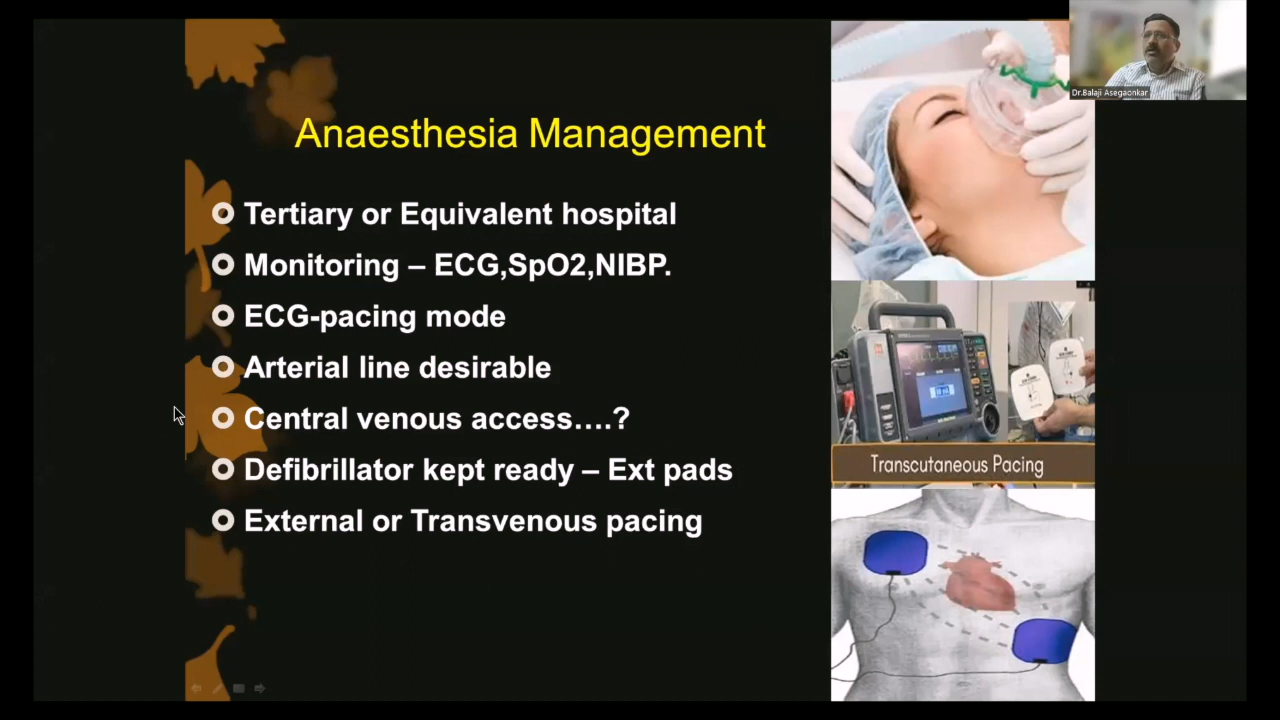 Dr.Balaji Asegaonkar
Anaesthesia Management
Tertiary or Equivalent hospital
Monitoring – ECG,SpO2,NIBP.
ECG-pacing mode
Arterial line desirable
Central venous access....?
Defibrillator kept ready – Ext pads
External or Transvenous pacing
Transcutaneous Pacing